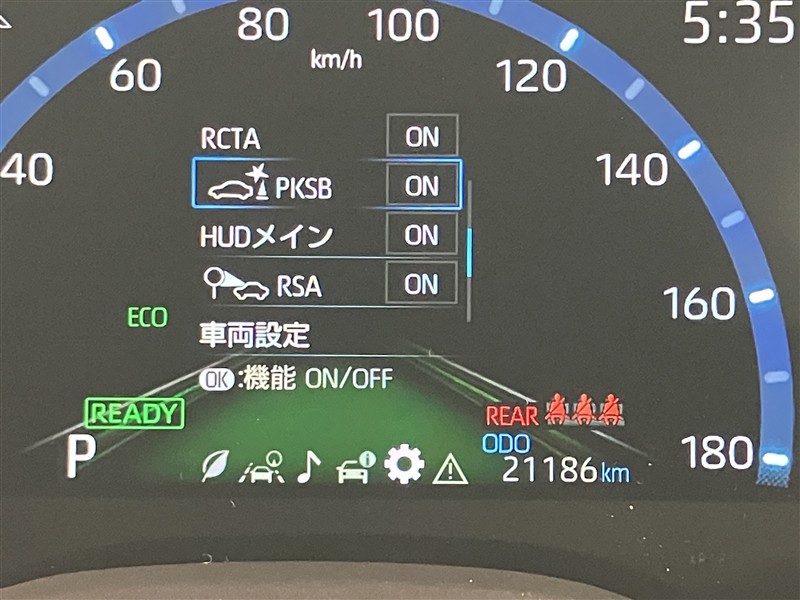 5:35
80 100
km/h
60 120
RCTA ON
40 140
PKSB ON
HUDメイン ON
RSA ON
160
ECO
車両設定
OK :機能 ON/OFF
READY
REAR
P
ODO
180
21186km